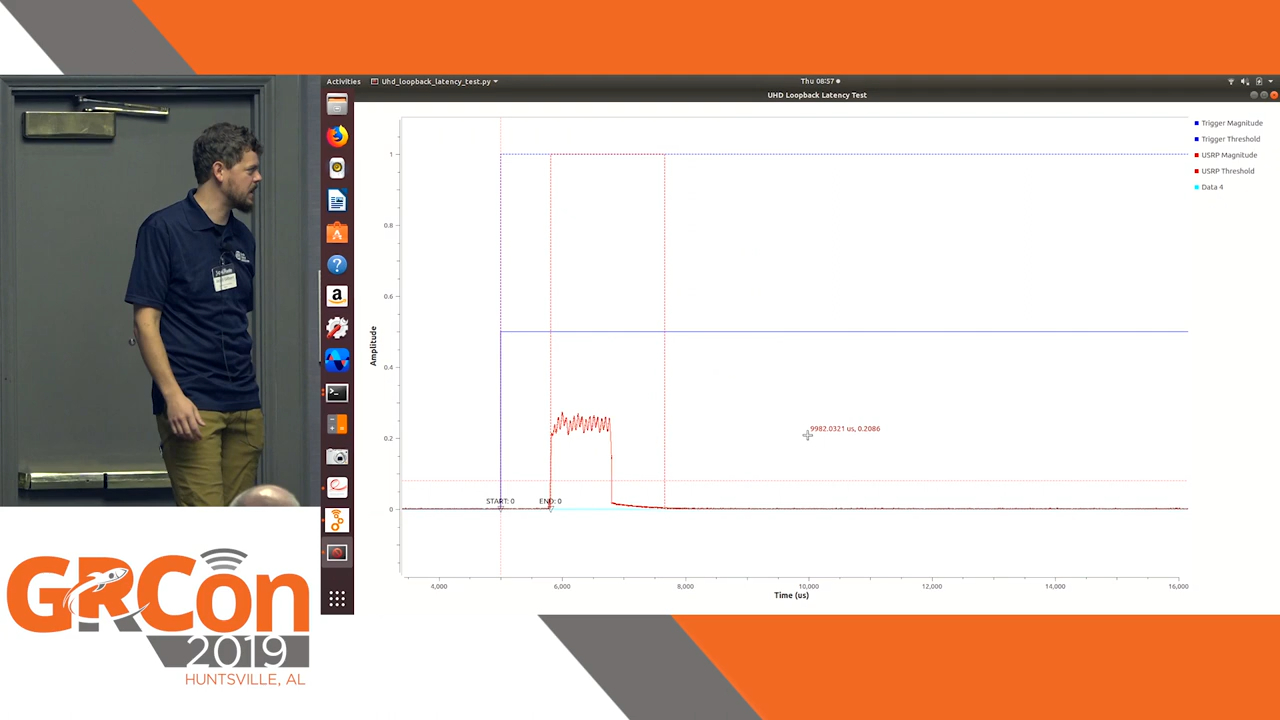 Activities
Uhd_loopback_latency_test.py
Thu 08:57
UHD Loopback Latency Test
Trigger Magnitude
Trigger Threshold
USRP Magnitude
USRP Threshold
Data 4
1
0.8
0.6
0.4
0.2
0
Amplitude
9982.0321 us, 0.2086
START: 0
END: 0
4,000
6,000
8,000
10,000
12,000
14,000
16,000
Time (us)
GRCon
2019
HUNTSVILLE, AL